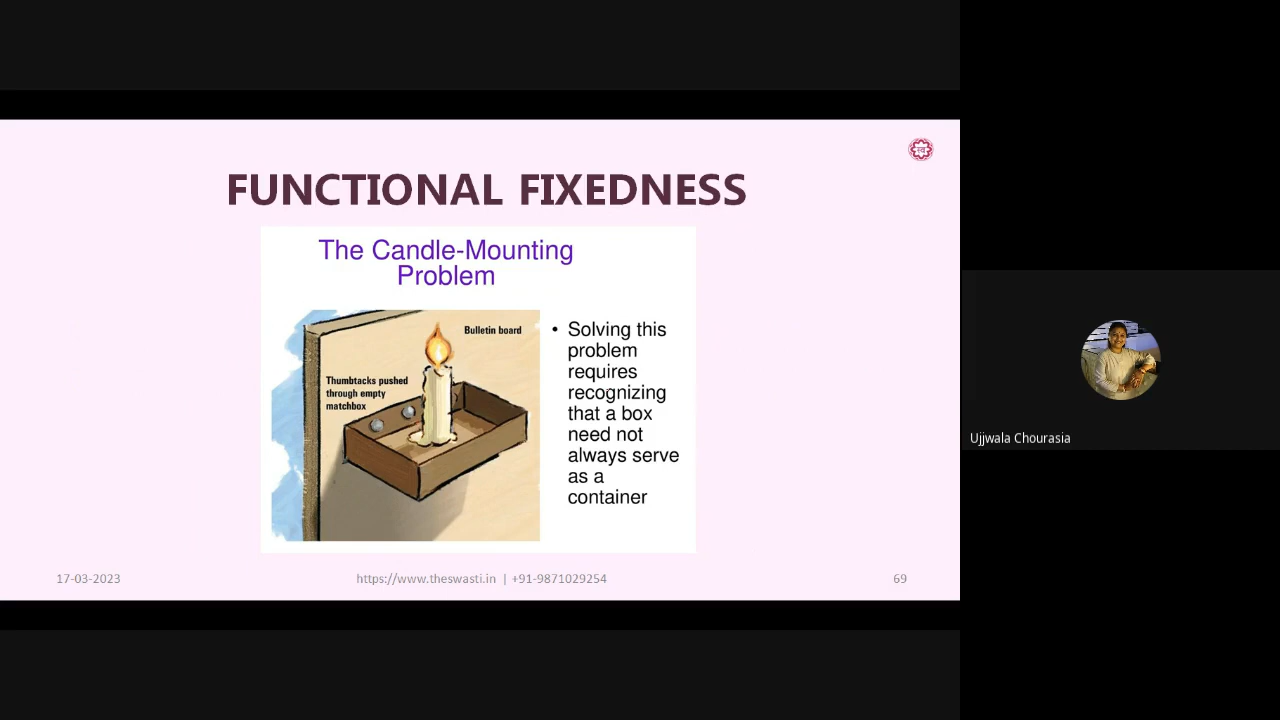 FUNCTIONAL FIXEDNESS
The Candle-Mounting
Problem
Bulletin board
Thumbtacks pushed
through empty
matchbox
• Solving this
problem
requires
recognizing
that a box
need not
always serve
as a
container
17-03-2023
https://www.theswasti.in | +91-9871029254
69
Ujjwala Chourasia